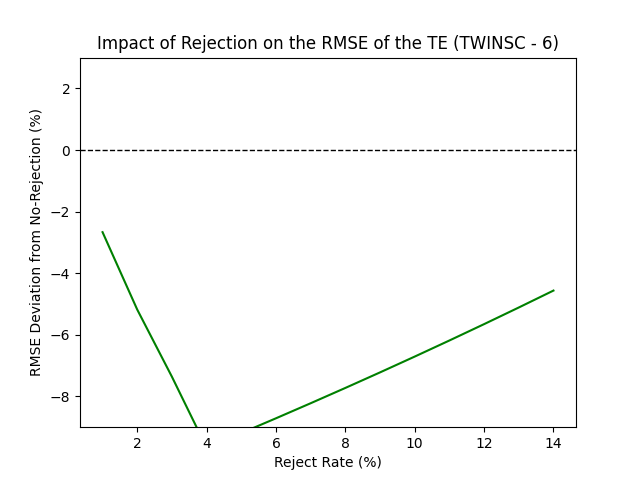 Impact of Rejection on the RMSE of the TE (TWINSC - 6)
RMSE Deviation from No-Rejection (%)
2
0
−2
−4
−6
−8
2 4 6 8 10 12 14
Reject Rate (%)